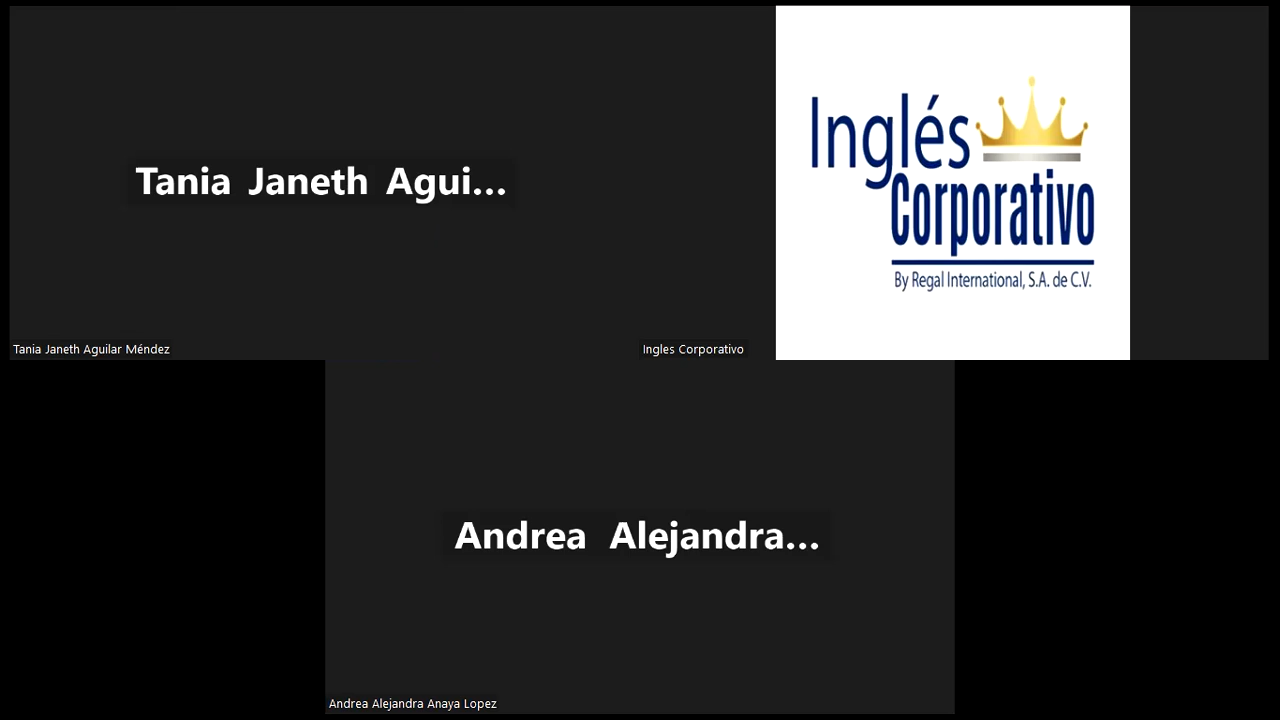 Tania Janeth Agui...
Tania Janeth Aguilar Méndez
Inglés
Corporativo
By Regal International, S.A. de C.V.
Ingles Corporativo
Andrea Alejandra...
Andrea Alejandra Anaya Lopez